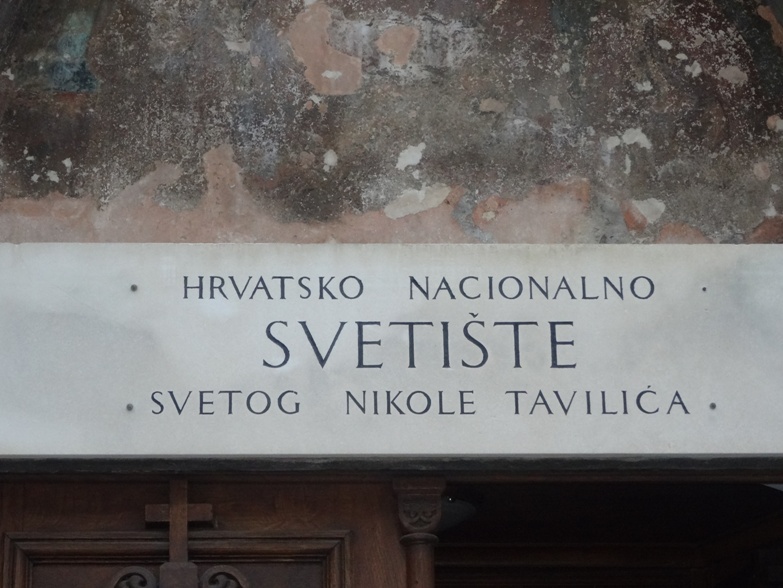 HRVATSKO NACIONALNO
SVETIŠTE
SVETOG NIKOLE TAVILIĆA